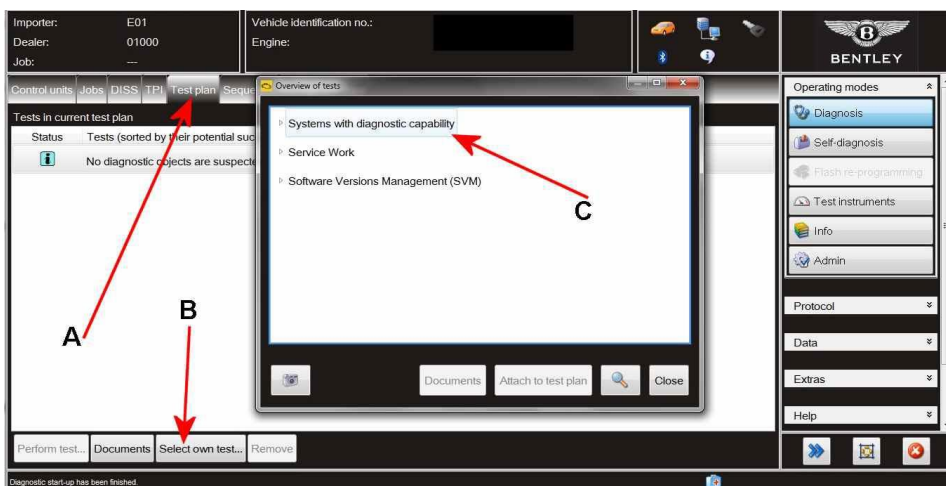 Importer: E01
Dealer: 01000
Job: ---
Vehicle identification no.:
Engine:
BENTLEY
Control units Jobs DISS TPI Test plan Seque
Tests in current test plan
Status Tests (sorted by their potential suc
No diagnostic objects are suspecte
Overview of tests
Systems with diagnostic capability
Service Work
Software Versions Management (SVM)
A
B
C
Documents Attach to test plan Close
Perform test... Documents Select own test... Remove
Diagnostic start-up has been finished.
Operating modes
Diagnosis
Self-diagnosis
Flash re-programming
Test instruments
Info
Admin
Protocol
Data
Extras
Help